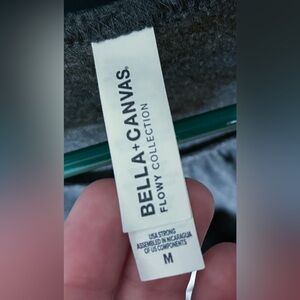 BELLA+CANVAS.
FLOWY COLLECTION
USA STRONG
ASSEMBLED IN NICARAGUA
OF US COMPONENTS
M